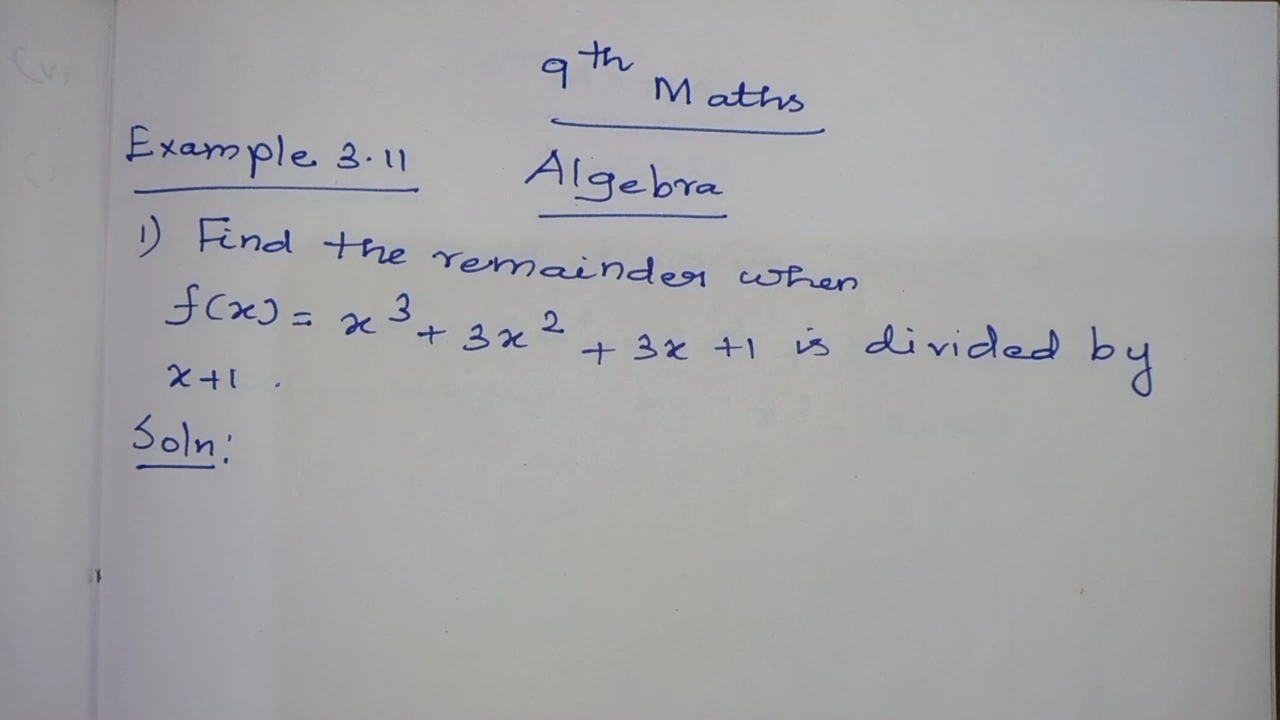 9th Maths
Example 3.11
Algebra
1) Find the remainder when
f(x) = x³ + 3x² + 3x +1 is divided by
x+1 .
Soln: